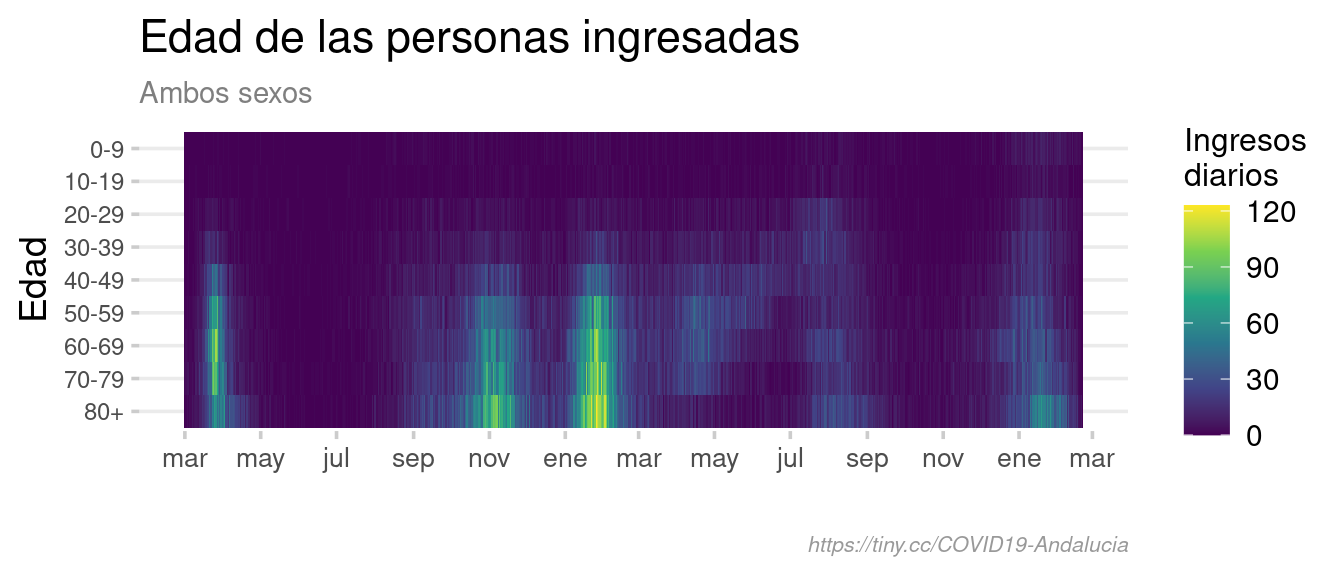 Edad de las personas ingresadas
Ambos sexos
Edad
0-9
10-19
20-29
30-39
40-49
50-59
60-69
70-79
80+
mar may jul sep nov ene mar may jul sep nov ene mar
Ingresos
diarios
120
90
60
30
0
https://tiny.cc/COVID19-Andalucia